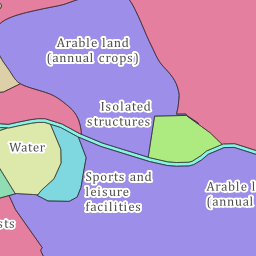 Arable land
(annual crops)
Isolated
structures
Water
Sports and
leisure
facilities
Arable l
(annual
sts